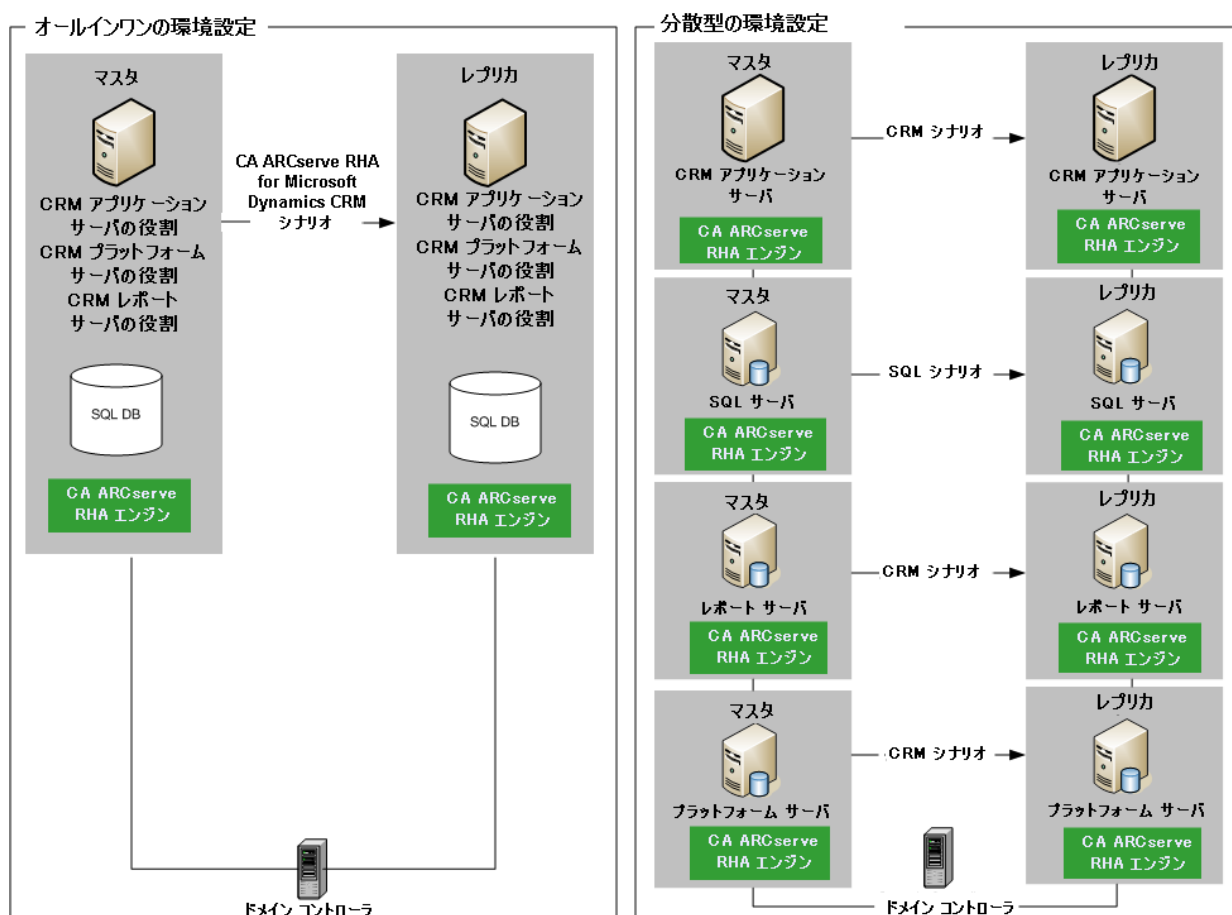 オールインワンの環境設定
マスタ
CRM アプリケーション
サーバの役割
CRM プラットフォーム
サーバの役割
CRM レポート
サーバの役割
SQL DB
CA ARCserve
RHA エンジン
CA ARCserve RHA
for Microsoft
Dynamics CRM
シナリオ
レプリカ
CRM アプリケーション
サーバの役割
CRM プラットフォーム
サーバの役割
CRM レポート
サーバの役割
SQL DB
CA ARCserve
RHA エンジン
ドメイン コントローラ
分散型の環境設定
マスタ
CRM アプリケーション
サーバ
CA ARCserve
RHA エンジン
CRM シナリオ
レプリカ
CRM アプリケーション
サーバ
CA ARCserve
RHA エンジン
マスタ
SQL サーバ
CA ARCserve
RHA エンジン
SQL シナリオ
レプリカ
SQL サーバ
CA ARCserve
RHA エンジン
マスタ
レポート サーバ
CA ARCserve
RHA エンジン
CRM シナリオ
レプリカ
レポート サーバ
CA ARCserve
RHA エンジン
マスタ
プラットフォーム サーバ
CA ARCserve
RHA エンジン
CRM シナリオ
レプリカ
プラットフォーム サーバ
CA ARCserve
RHA エンジン
ドメイン コントローラ